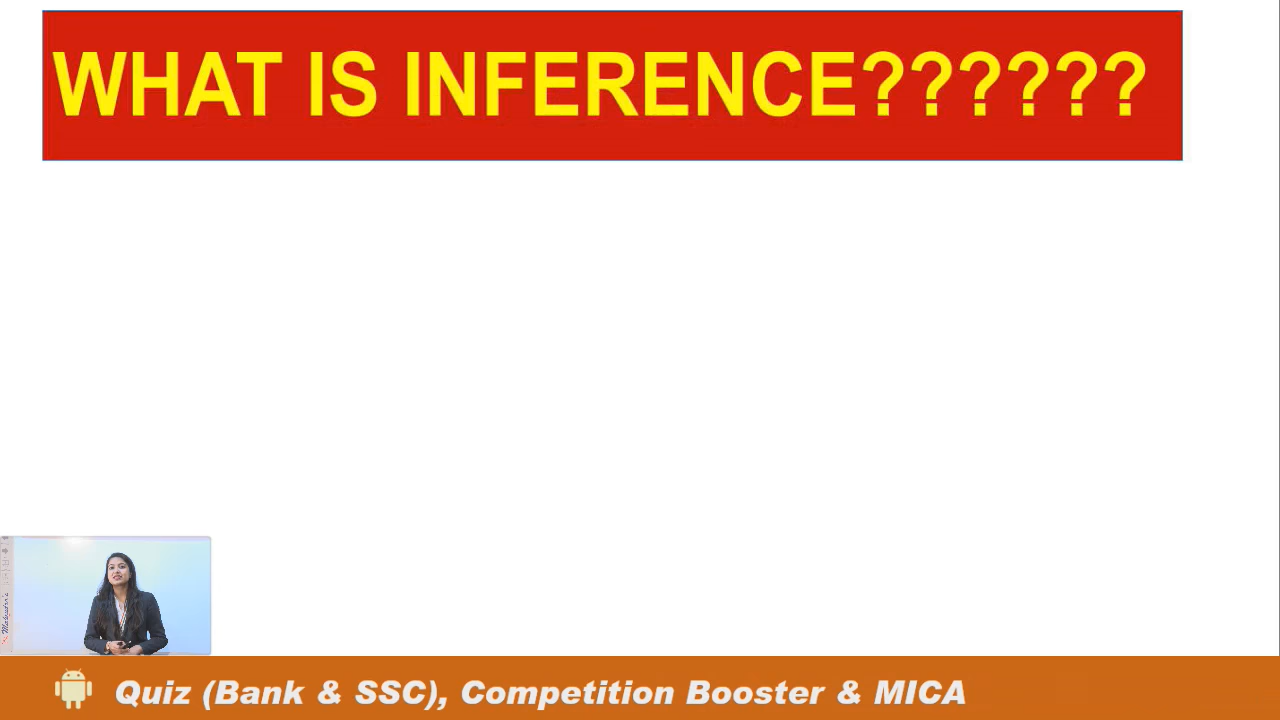 WHAT IS INFERENCE??????
Quiz (Bank & SSC), Competition Booster & MICA